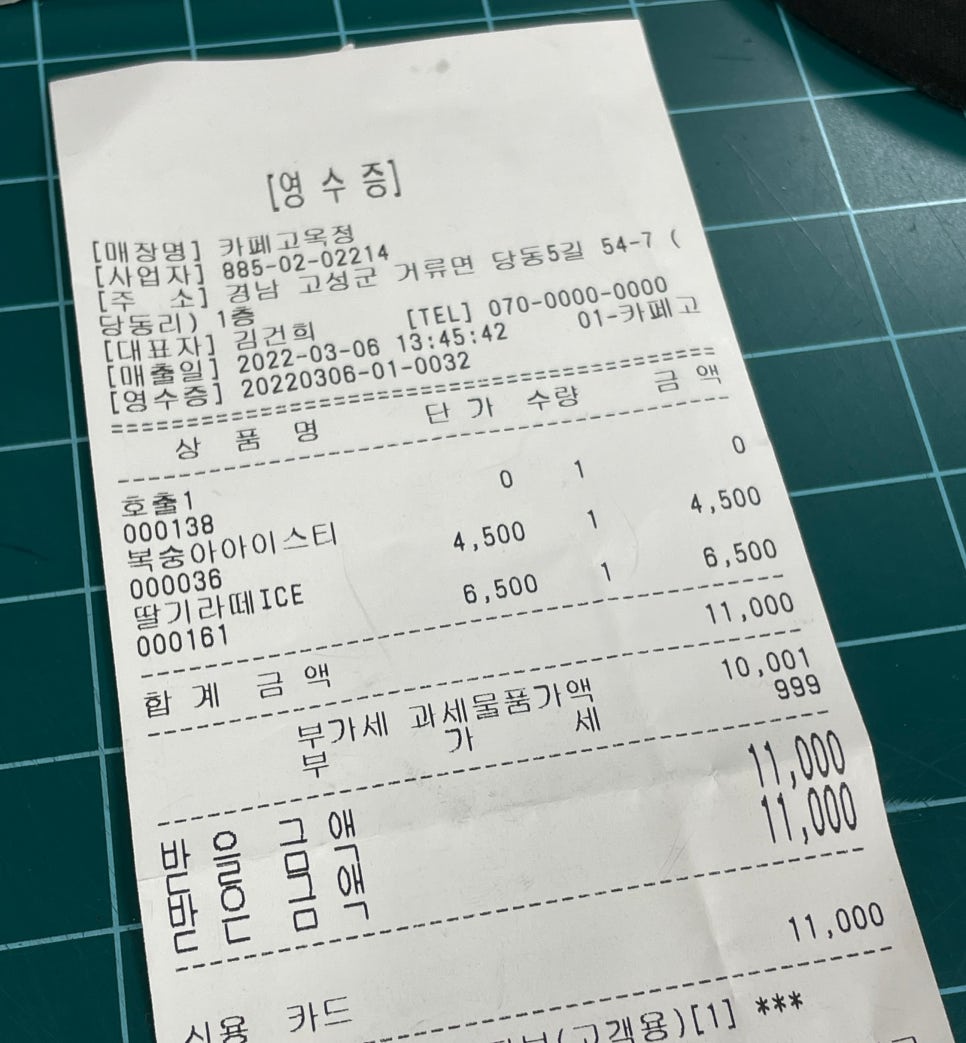 [영 수 증]
[매장명] 카페고옥정
[사업자] 885-02-02214
[주 소] 경남 고성군 거류면 당동5길 54-7 (
당동리) 1층
[대표자] 김건희 [TEL] 070-0000-0000
[매출일] 2022-03-06 13:45:42 01-카페고
[영수증] 20220306-01-0032
========================================
상 품 명 단 가 수량 금 액
----------------------------------------
호출1 0 1 0
000138
복숭아아이스티 4,500 1 4,500
000036
딸기라떼ICE 6,500 1 6,500
000161
----------------------------------------
합 계 금 액 11,000
----------------------------------------
부가세 과세물품가액 10,001
부 가 세 999
----------------------------------------
받 을 금 액 11,000
받 은 금 액 11,000
----------------------------------------
신용 카드 11,000
----------------------------------------
(고객용)[1] ***